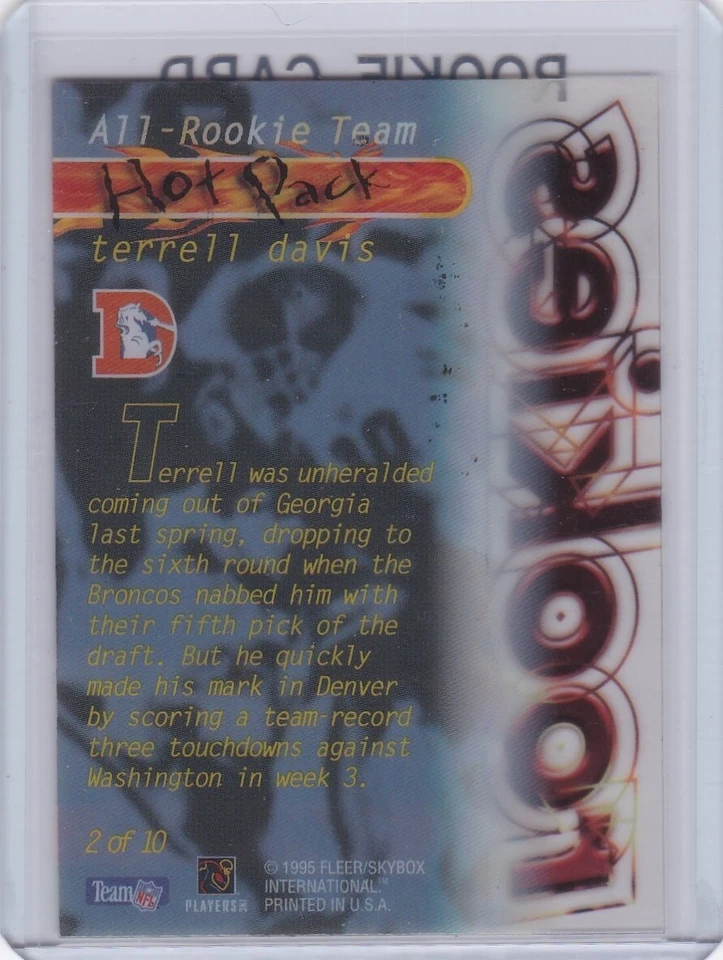 ROOKIE CARD
All-Rookie Team
Hot Pack
terrell davis
D
Terrell was unheralded
coming out of Georgia
last spring, dropping to
the sixth round when the
Broncos nabbed him with
their fifth pick of the
draft. But he quickly
made his mark in Denver
by scoring a team-record
three touchdowns against
Washington in week 3.
2 of 10
Team NFL
PLAYERS INC
© 1995 FLEER/SKYBOX
INTERNATIONAL.™
PRINTED IN U.S.A.
rookies